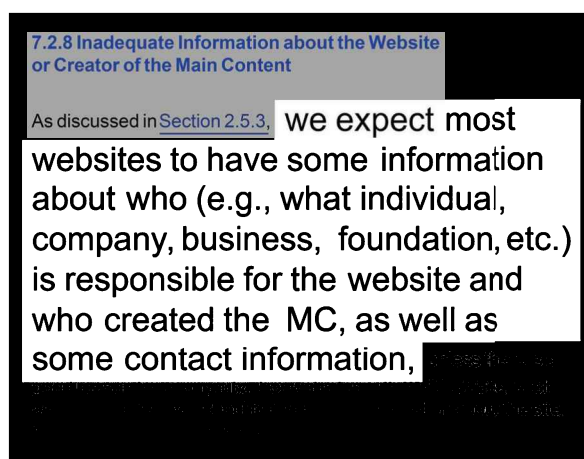 7.2.8 Inadequate Information about the Website
or Creator of the Main Content
As discussed in Section 2.5.3, we expect most
websites to have some information
about who (e.g., what individual,
company, business, foundation, etc.)
is responsible for the website and
who created the MC, as well as
some contact information,